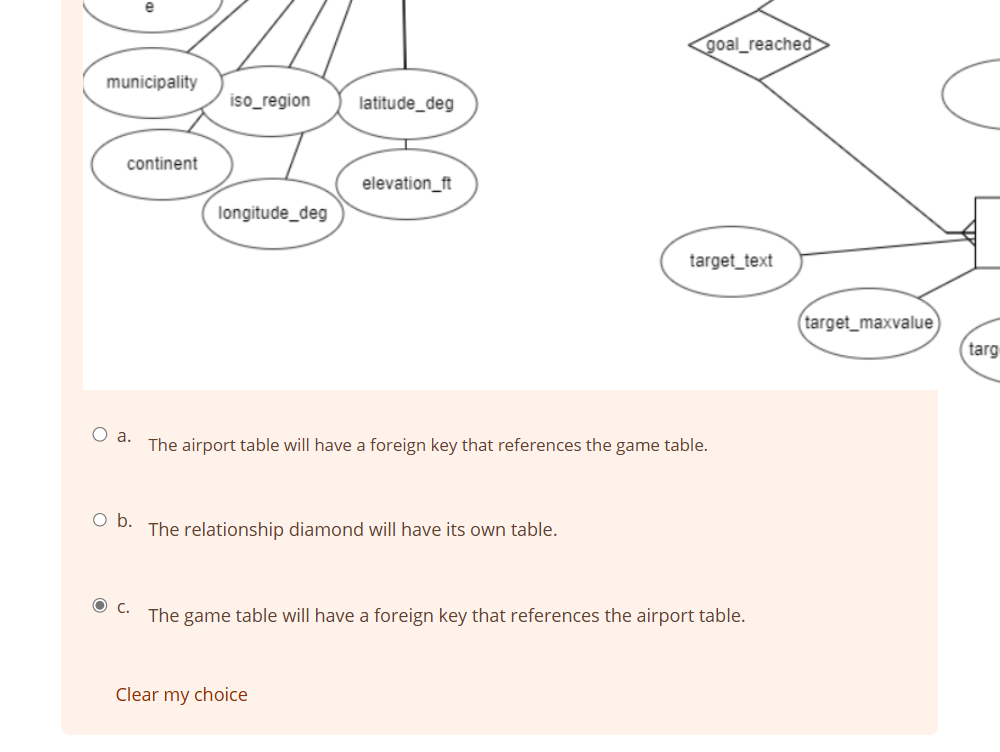 e
goal_reached
municipality
iso_region
latitude_deg
continent
elevation_ft
longitude_deg
target_text
target_maxvalue
targ
a. The airport table will have a foreign key that references the game table.
b. The relationship diamond will have its own table.
c. The game table will have a foreign key that references the airport table.
Clear my choice